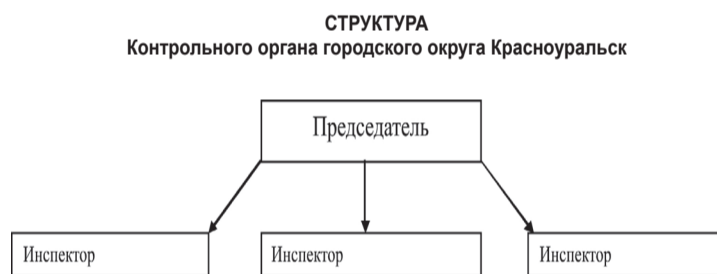 СТРУКТУРА
Контрольного органа городского округа Красноуральск
Председатель
Инспектор
Инспектор
Инспектор